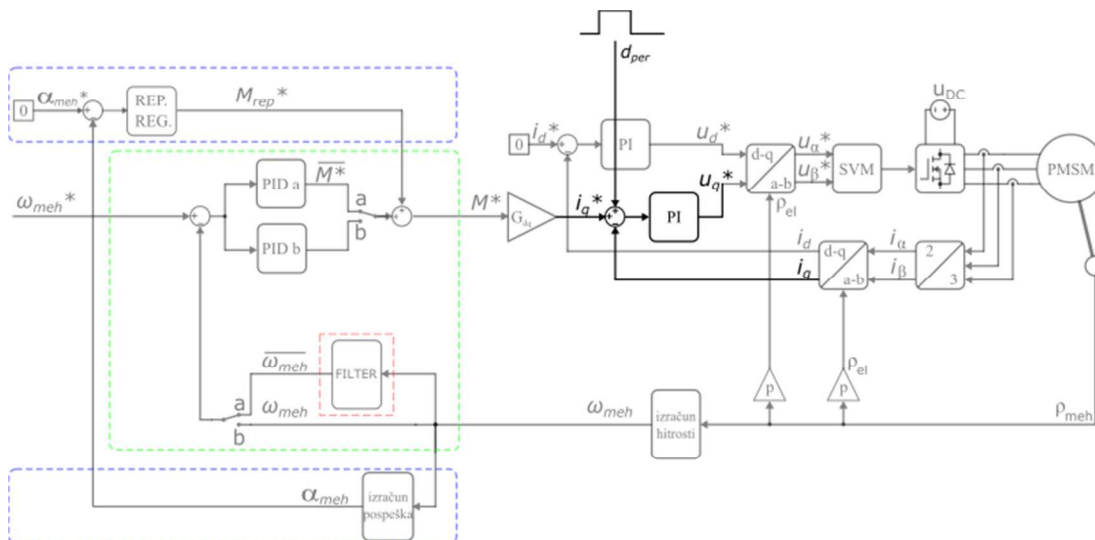 d_per
u_DC
α_meh*
0
REP.
REG.
M_rep*
i_d*
0
PI
u_d*
d-q
a-b
u_α*
u_β*
SVM
PMSM
PID a
M*
a
b
ω_meh*
PID b
M*
G_dq
i_q*
PI
u_q*
ρ_el
i_d
i_q
d-q
a-b
i_α
i_β
2
3
ω_meh
FILTER
a
b
ω_meh
ω_meh
izračun
hitrosti
p
p
ρ_el
ρ_meh
α_meh
izračun
pospeška